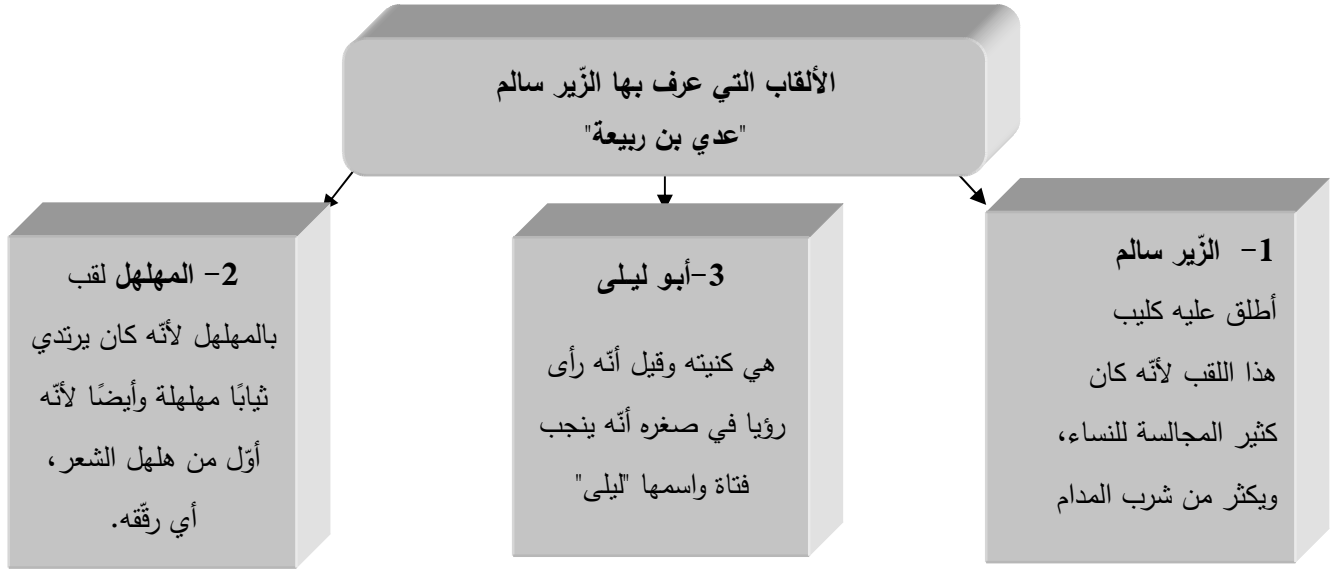 الألقاب التي عرف بها الزّير سالم
"عدي بن ربيعة"
1- الزّير سالم
أطلق عليه كليب
هذا اللقب لأنّه كان
كثير المجالسة للنساء،
ويكثر من شرب المدام
3-أبو ليلى
هي كنيته وقيل أنّه رأى
رؤيا في صغره أنّه ينجب
فتاة واسمها "ليلى"
2- المهلهل لقب
بالمهلهل لأنّه كان يرتدي
ثيابًا مهلهلة وأيضًا لأنّه
أوّل من هلهل الشعر،
أي رقّقه.